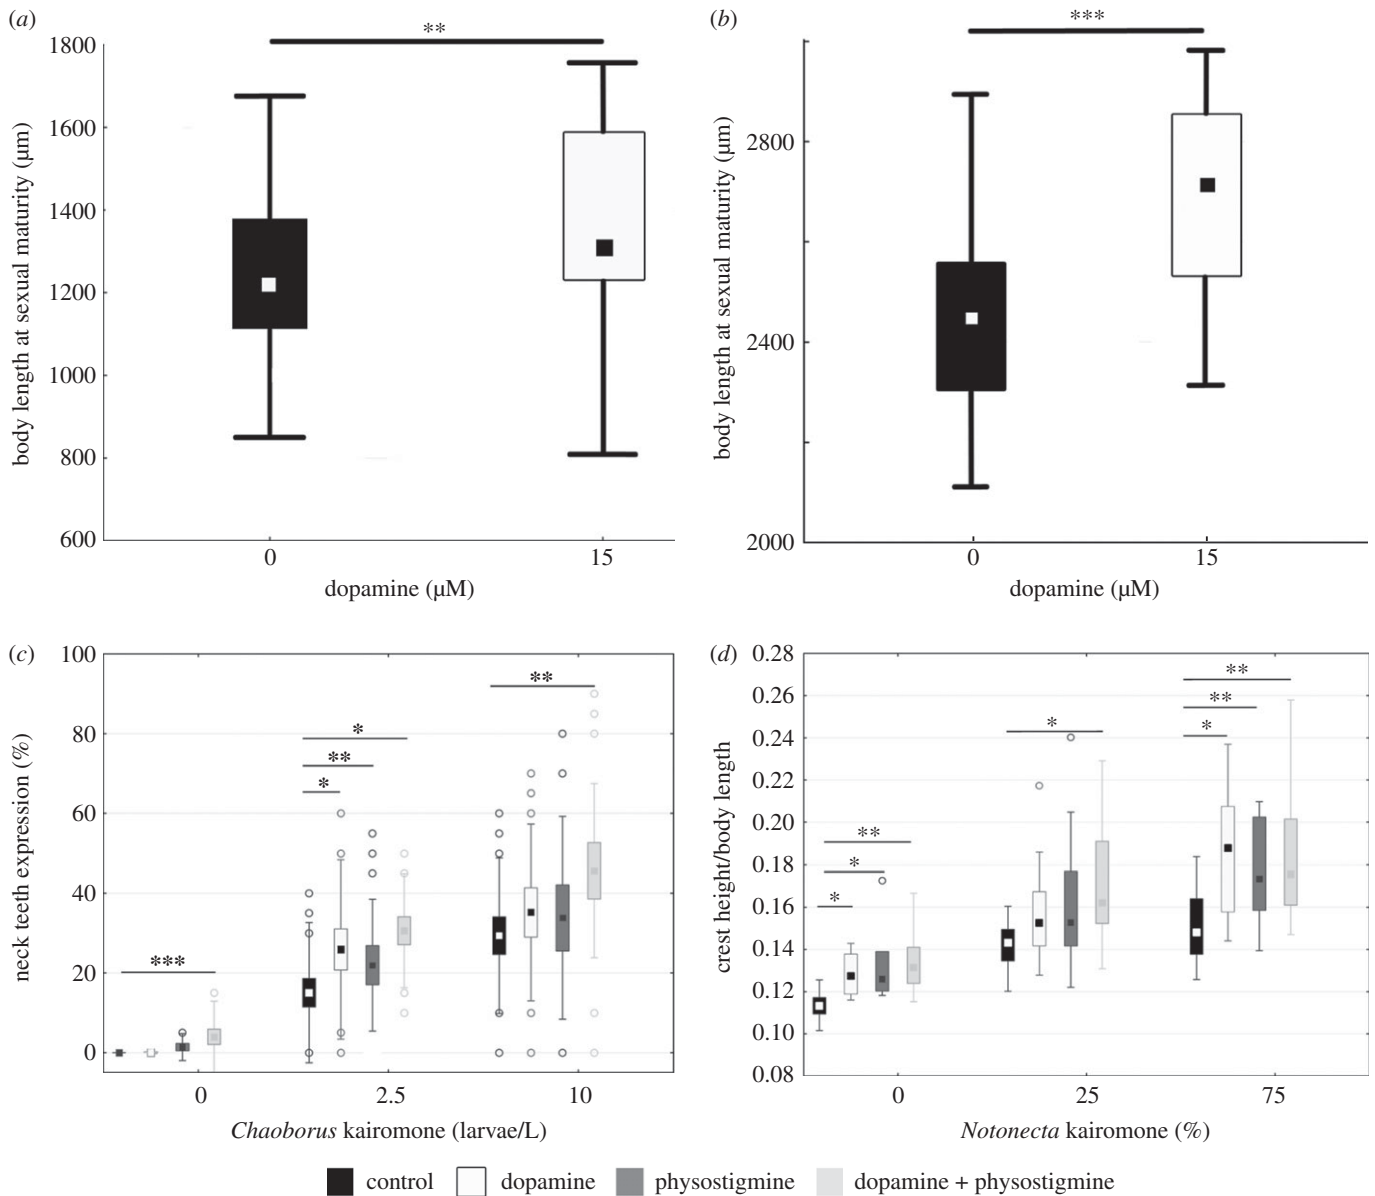 (a)
**
1800
1600
1400
1200
1000
800
600
body length at sexual maturity (µm)
0 15
dopamine (µM)
(b)
***
2800
2400
2000
body length at sexual maturity (µm)
0 15
dopamine (µM)
(c)
100
80
60
40
20
0
neck teeth expression (%)
***
*
**
*
**
0 2.5 10
Chaoborus kairomone (larvae/L)
(d)
0.28
0.26
0.24
0.22
0.20
0.18
0.16
0.14
0.12
0.10
0.08
crest height/body length
**
*
*
*
**
**
*
0 25 75
Notonecta kairomone (%)
control dopamine physostigmine dopamine + physostigmine